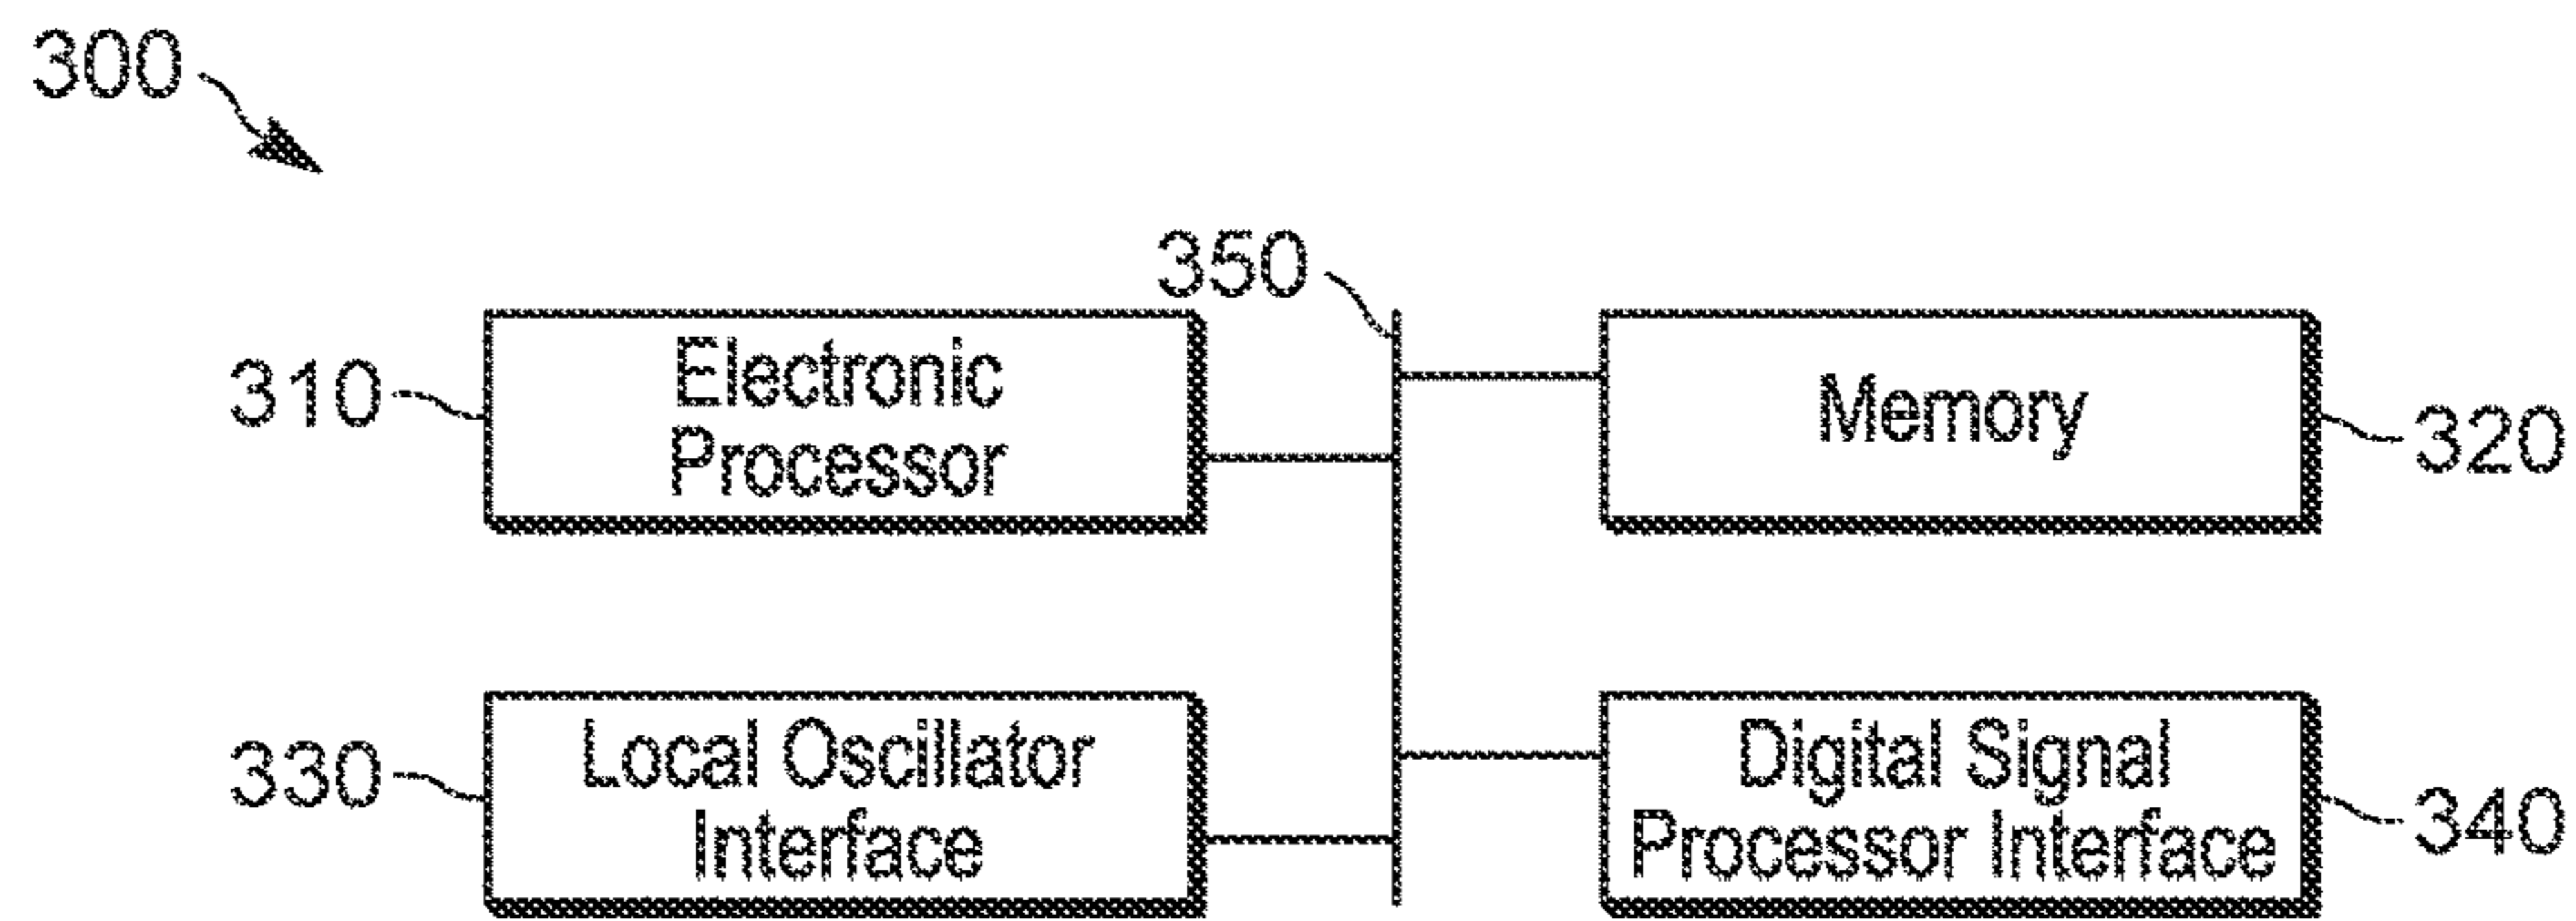 300
350
310
Electronic
Processor
Memory
320
330
Local Oscillator
Interface
Digital Signal
Processor Interface
340